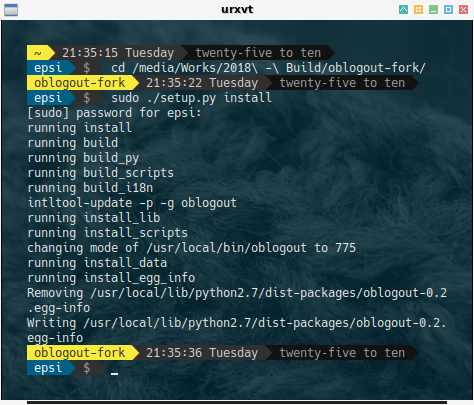 urxvt
~ 21:35:15 Tuesday twenty-five to ten
epsi $ cd /media/Works/2018\ -\ Build/oblogout-fork/
oblogout-fork 21:35:22 Tuesday twenty-five to ten
epsi $ sudo ./setup.py install
[sudo] password for epsi:
running install
running build
running build_py
running build_scripts
running build_i18n
intltool-update -p -g oblogout
running install_lib
running install_scripts
changing mode of /usr/local/bin/oblogout to 775
running install_data
running install_egg_info
Removing /usr/local/lib/python2.7/dist-packages/oblogout-0.2
.egg-info
Writing /usr/local/lib/python2.7/dist-packages/oblogout-0.2.
egg-info
oblogout-fork 21:35:36 Tuesday twenty-five to ten
epsi $ _